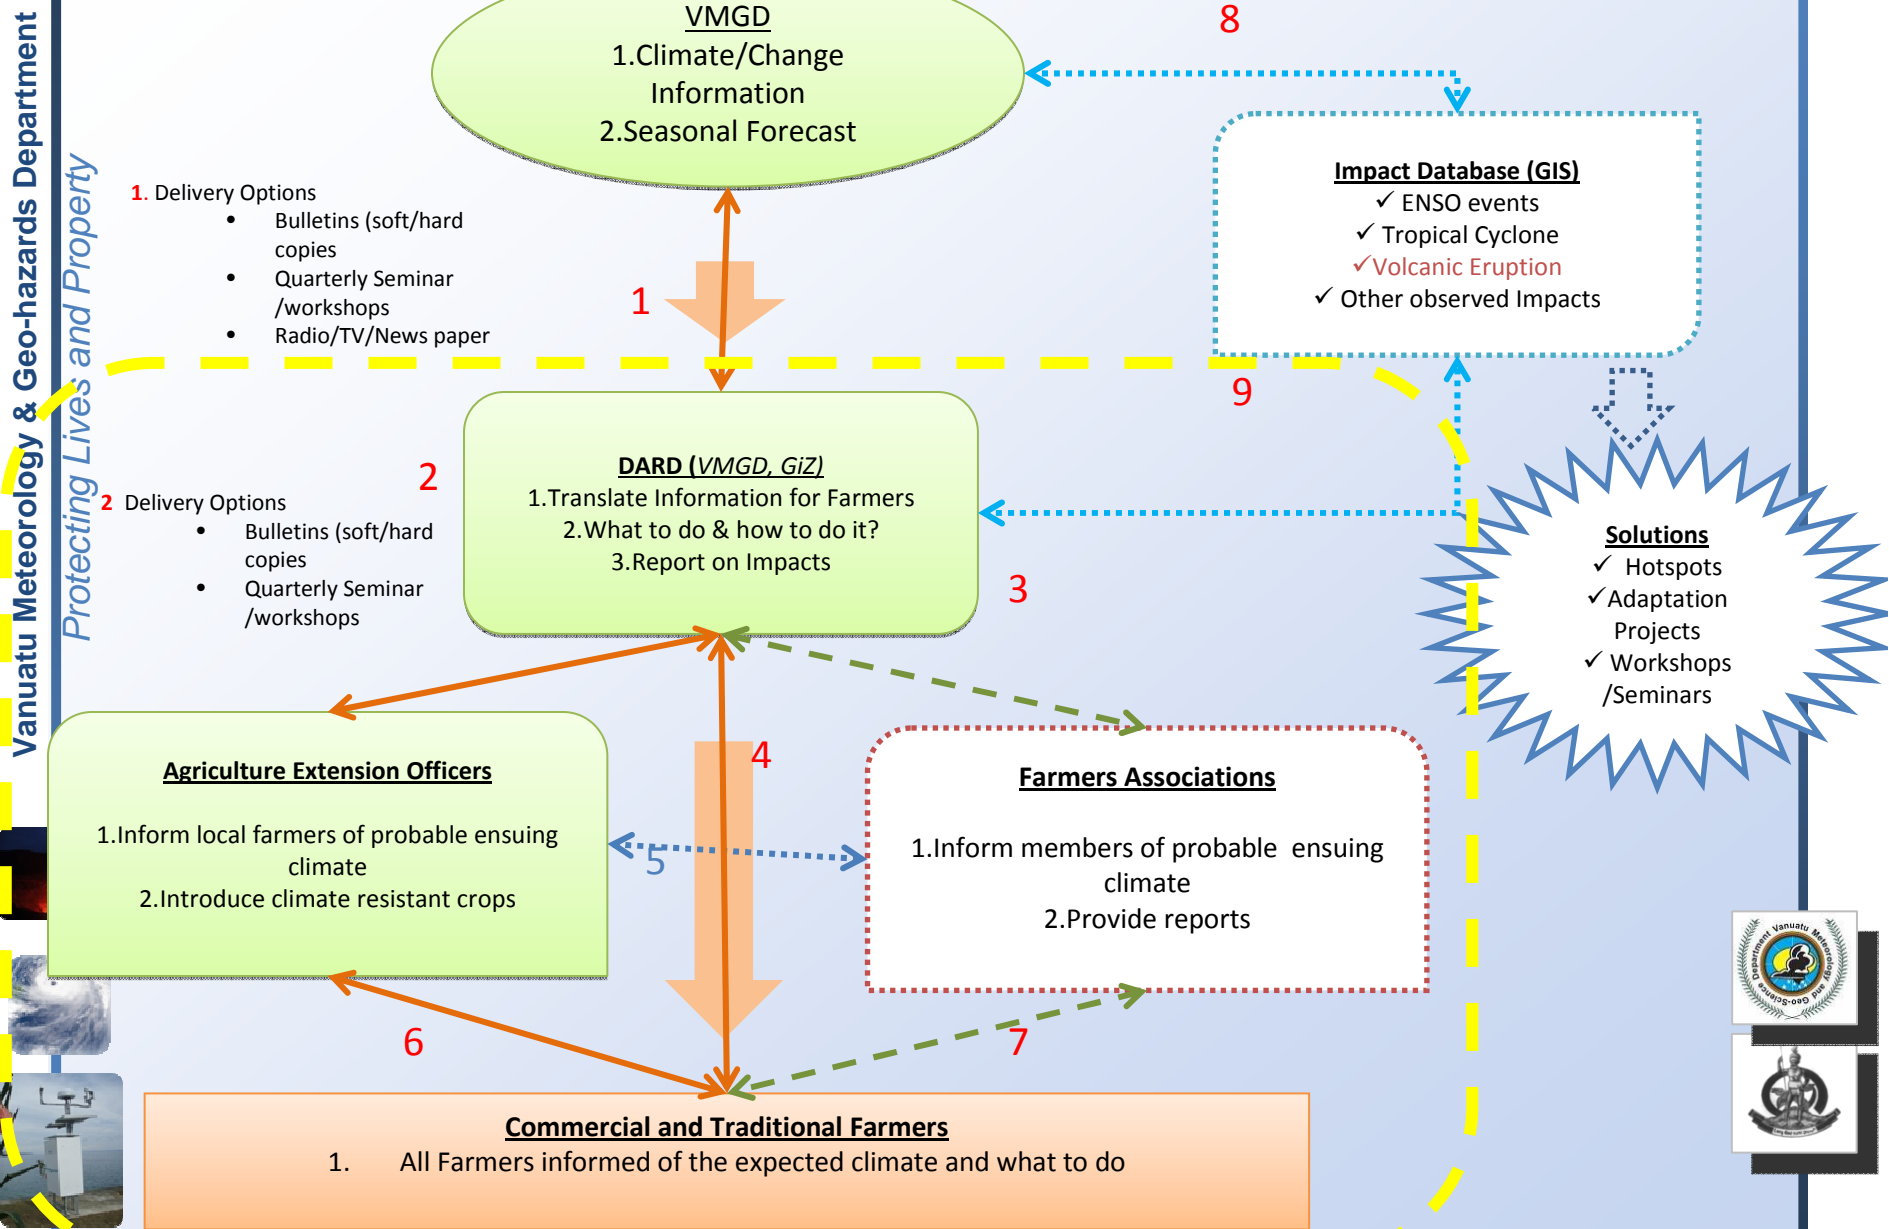 Vanuatu Meteorology & Geo-hazards Department
Protecting Lives and Property
VMGD
1.Climate/Change
Information
2.Seasonal Forecast
8
Impact Database (GIS)
✓ ENSO events
✓ Tropical Cyclone
✓Volcanic Eruption
✓ Other observed Impacts
1. Delivery Options
• Bulletins (soft/hard
copies
• Quarterly Seminar
/workshops
• Radio/TV/News paper
1
9
2
DARD (VMGD, GiZ)
1.Translate Information for Farmers
2.What to do & how to do it?
3.Report on Impacts
2 Delivery Options
• Bulletins (soft/hard
copies
• Quarterly Seminar
/workshops
3
Solutions
✓ Hotspots
✓Adaptation
Projects
✓ Workshops
/Seminars
4
Agriculture Extension Officers
1.Inform local farmers of probable ensuing
climate
2.Introduce climate resistant crops
5
Farmers Associations
1.Inform members of probable ensuing
climate
2.Provide reports
6
7
Department Vanuatu Meteorology and Geo-Science
Commercial and Traditional Farmers
1. All Farmers informed of the expected climate and what to do